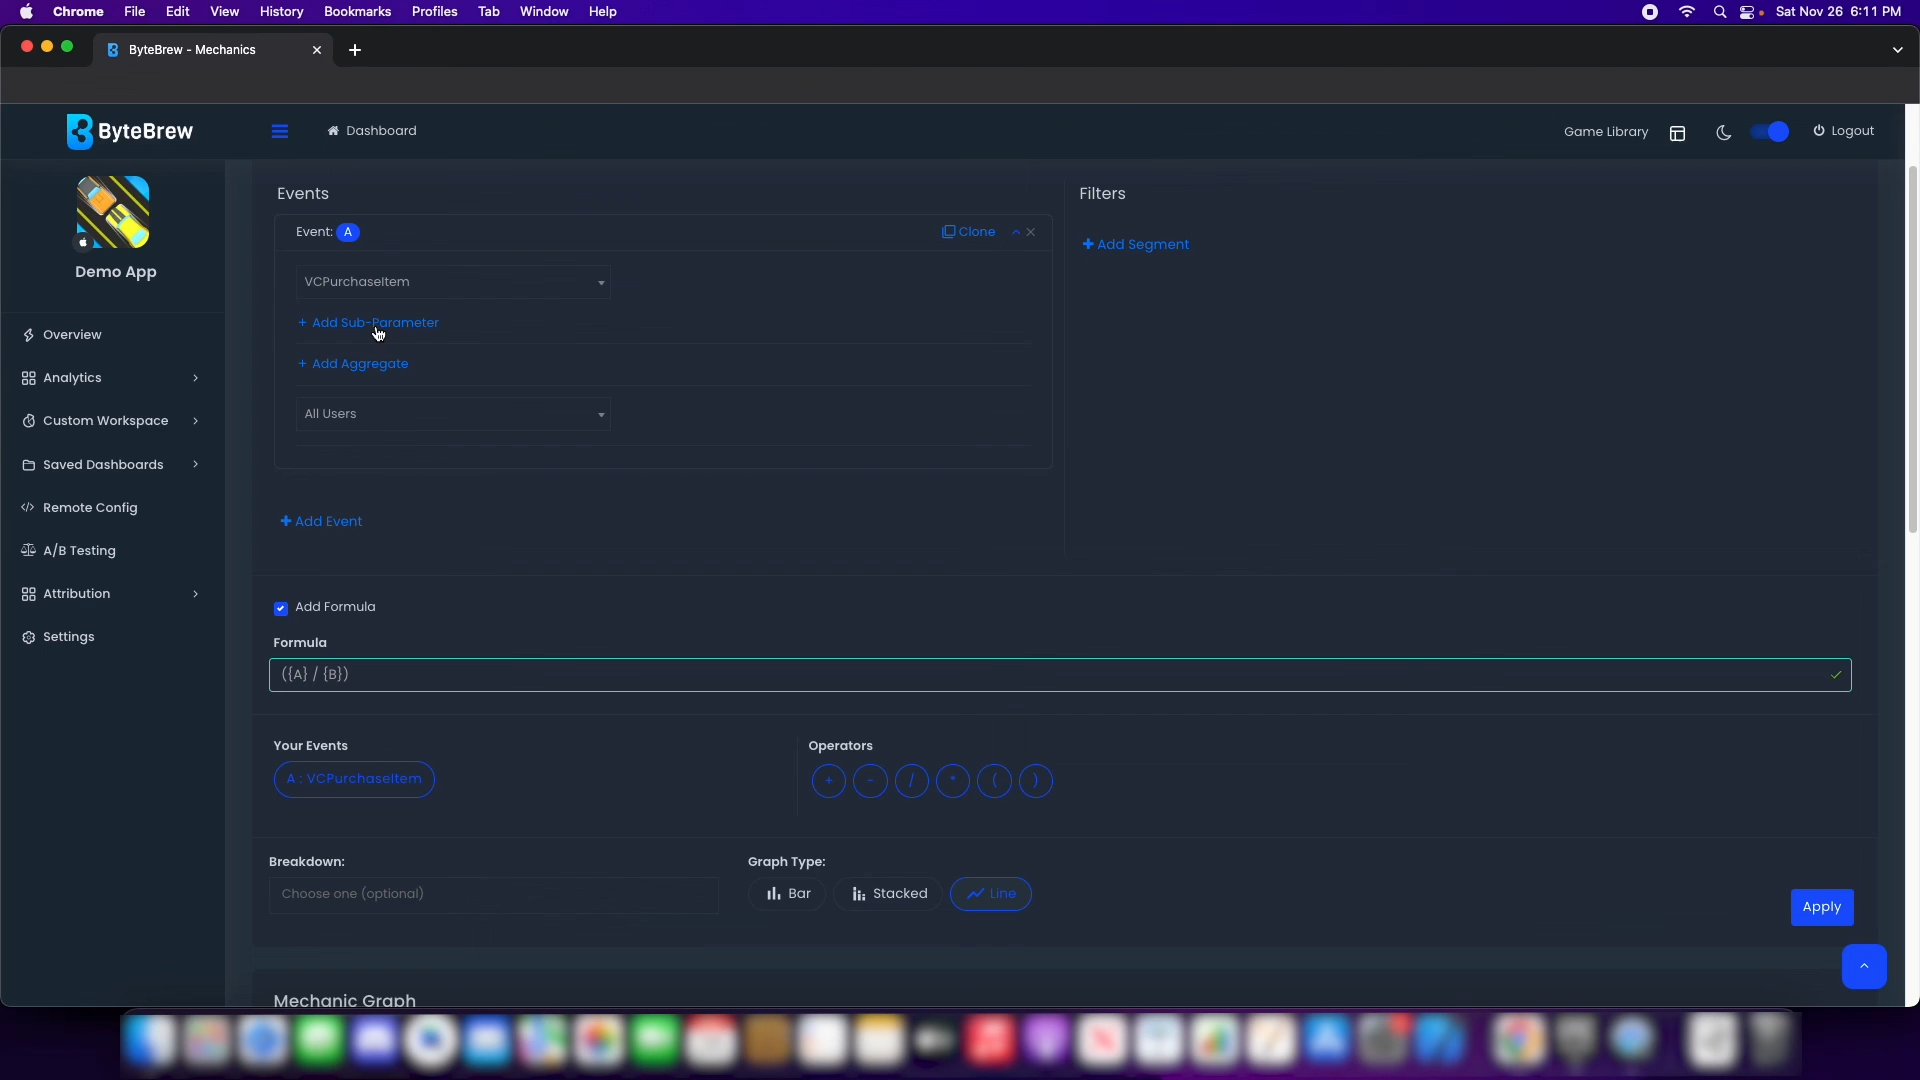 Chrome File Edit View History Bookmarks Profiles Tab Window Help Sat Nov 26 6:11 PM
ByteBrew - Mechanics
ByteBrew Dashboard Game Library Logout
Demo App
Overview
Analytics
Custom Workspace
Saved Dashboards
Remote Config
A/B Testing
Attribution
Settings
Events
Event: A Clone
VCPurchaseItem
+ Add Sub-Parameter
+ Add Aggregate
All Users
+ Add Event
Filters
+ Add Segment
Add Formula
Formula
({A} / {B})
Your Events
A : VCPurchaseItem
Operators
+ - / * ( )
Breakdown:
Choose one (optional)
Graph Type:
Bar Stacked Line
Apply
Mechanic Graph